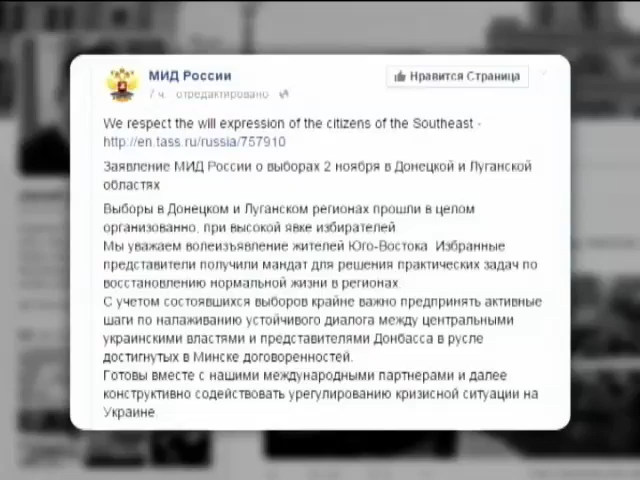 МИД России
Нравится Страница
7 ч. отредактировано
We respect the will expression of the citizens of the Southeast -
http://en.tass.ru/russia/757910
Заявление МИД России о выборах 2 ноября в Донецкой и Луганской
областях
Выборы в Донецком и Луганском регионах прошли в целом
организованно, при высокой явке избирателей
Мы уважаем волеизъявление жителей Юго-Востока Избранные
представители получили мандат для решения практических задач по
восстановлению нормальной жизни в регионах
С учетом состоявшихся выборов крайне важно предпринять активные
шаги по налаживанию устойчивого диалога между центральными
украинскими властями и представителями Донбасса в русле
достигнутых в Минске договоренностей.
Готовы вместе с нашими международными партнерами и далее
конструктивно содействовать урегулированию кризисной ситуации на
Украине